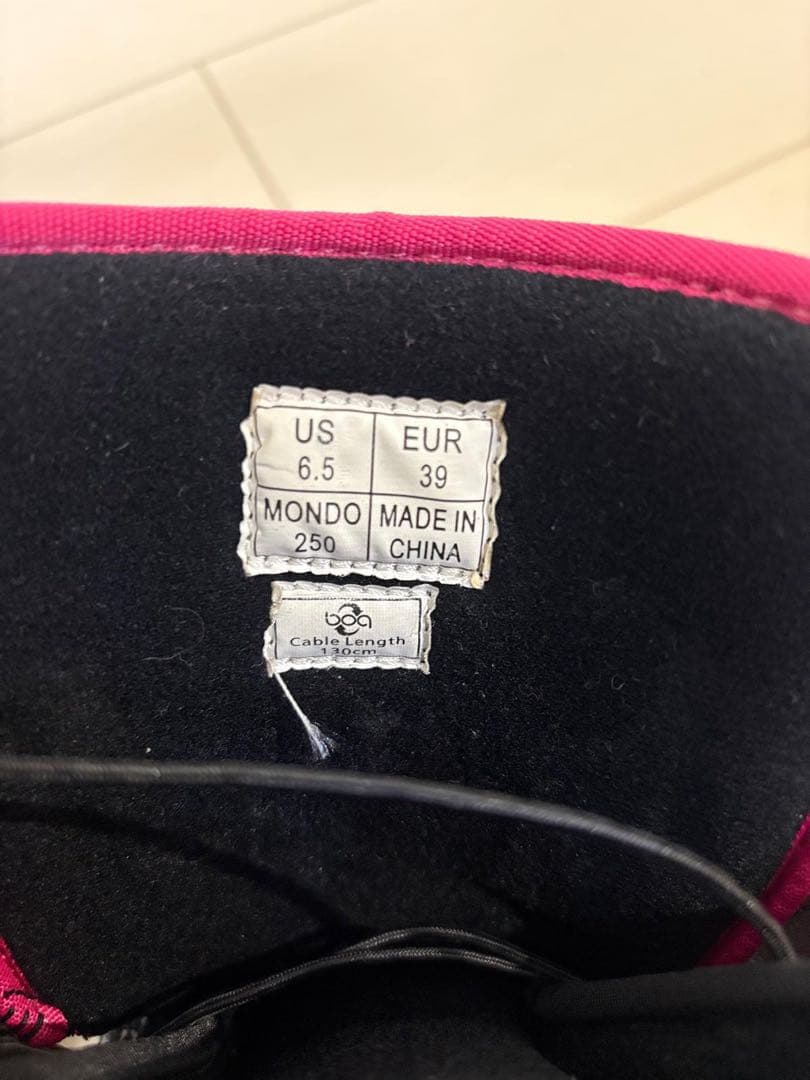 US
6.5
EUR
39
MONDO
250
MADE IN
CHINA
boa
Cable Length
130cm